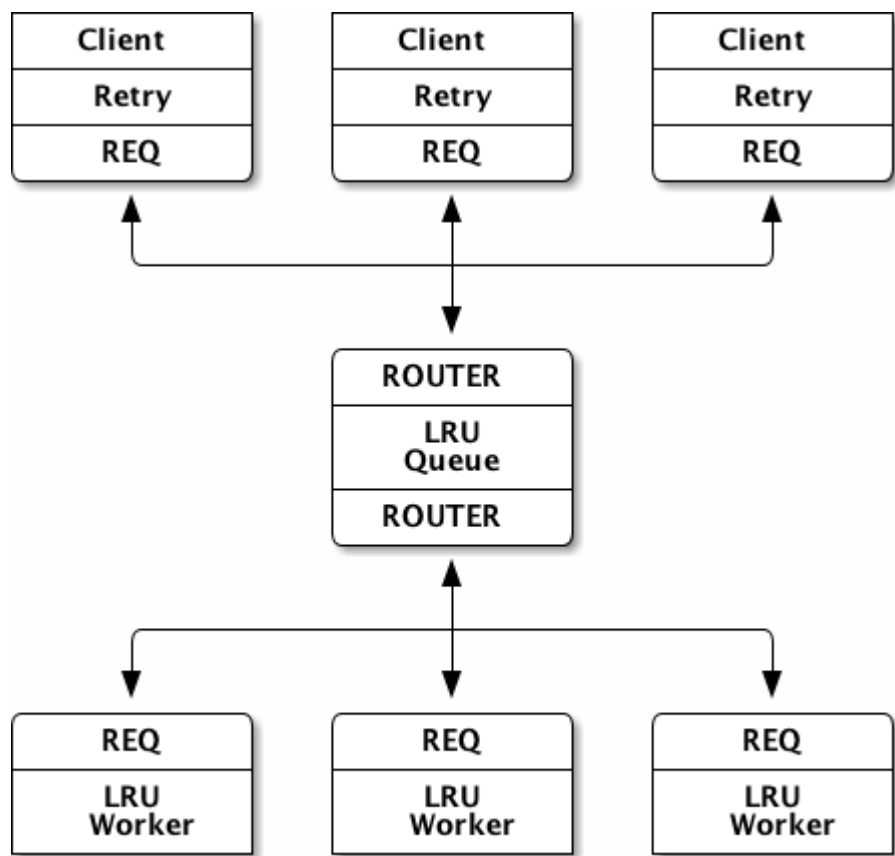 Client Client Client
Retry Retry Retry
REQ REQ REQ
ROUTER
LRU
Queue
ROUTER
REQ REQ REQ
LRU LRU LRU
Worker Worker Worker